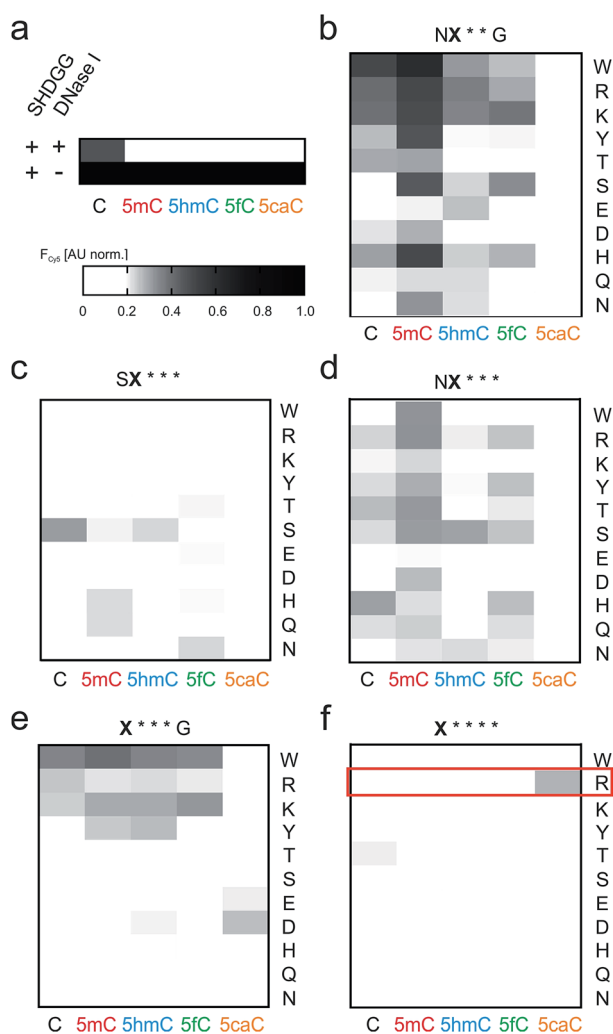 a
SHDGG
DNase I
+ +
+ -
C 5mC 5hmC 5fC 5caC
F Cy5 [AU norm.]
0 0.2 0.4 0.6 0.8 1.0
b
NX * * G
W
R
K
Y
T
S
E
D
H
Q
N
C 5mC 5hmC 5fC 5caC
c
SX * * *
W
R
K
Y
T
S
E
D
H
Q
N
C 5mC 5hmC 5fC 5caC
d
NX * * *
W
R
K
Y
T
S
E
D
H
Q
N
C 5mC 5hmC 5fC 5caC
e
X * * * G
W
R
K
Y
T
S
E
D
H
Q
N
C 5mC 5hmC 5fC 5caC
f
X * * * *
W
R
K
Y
T
S
E
D
H
Q
N
C 5mC 5hmC 5fC 5caC